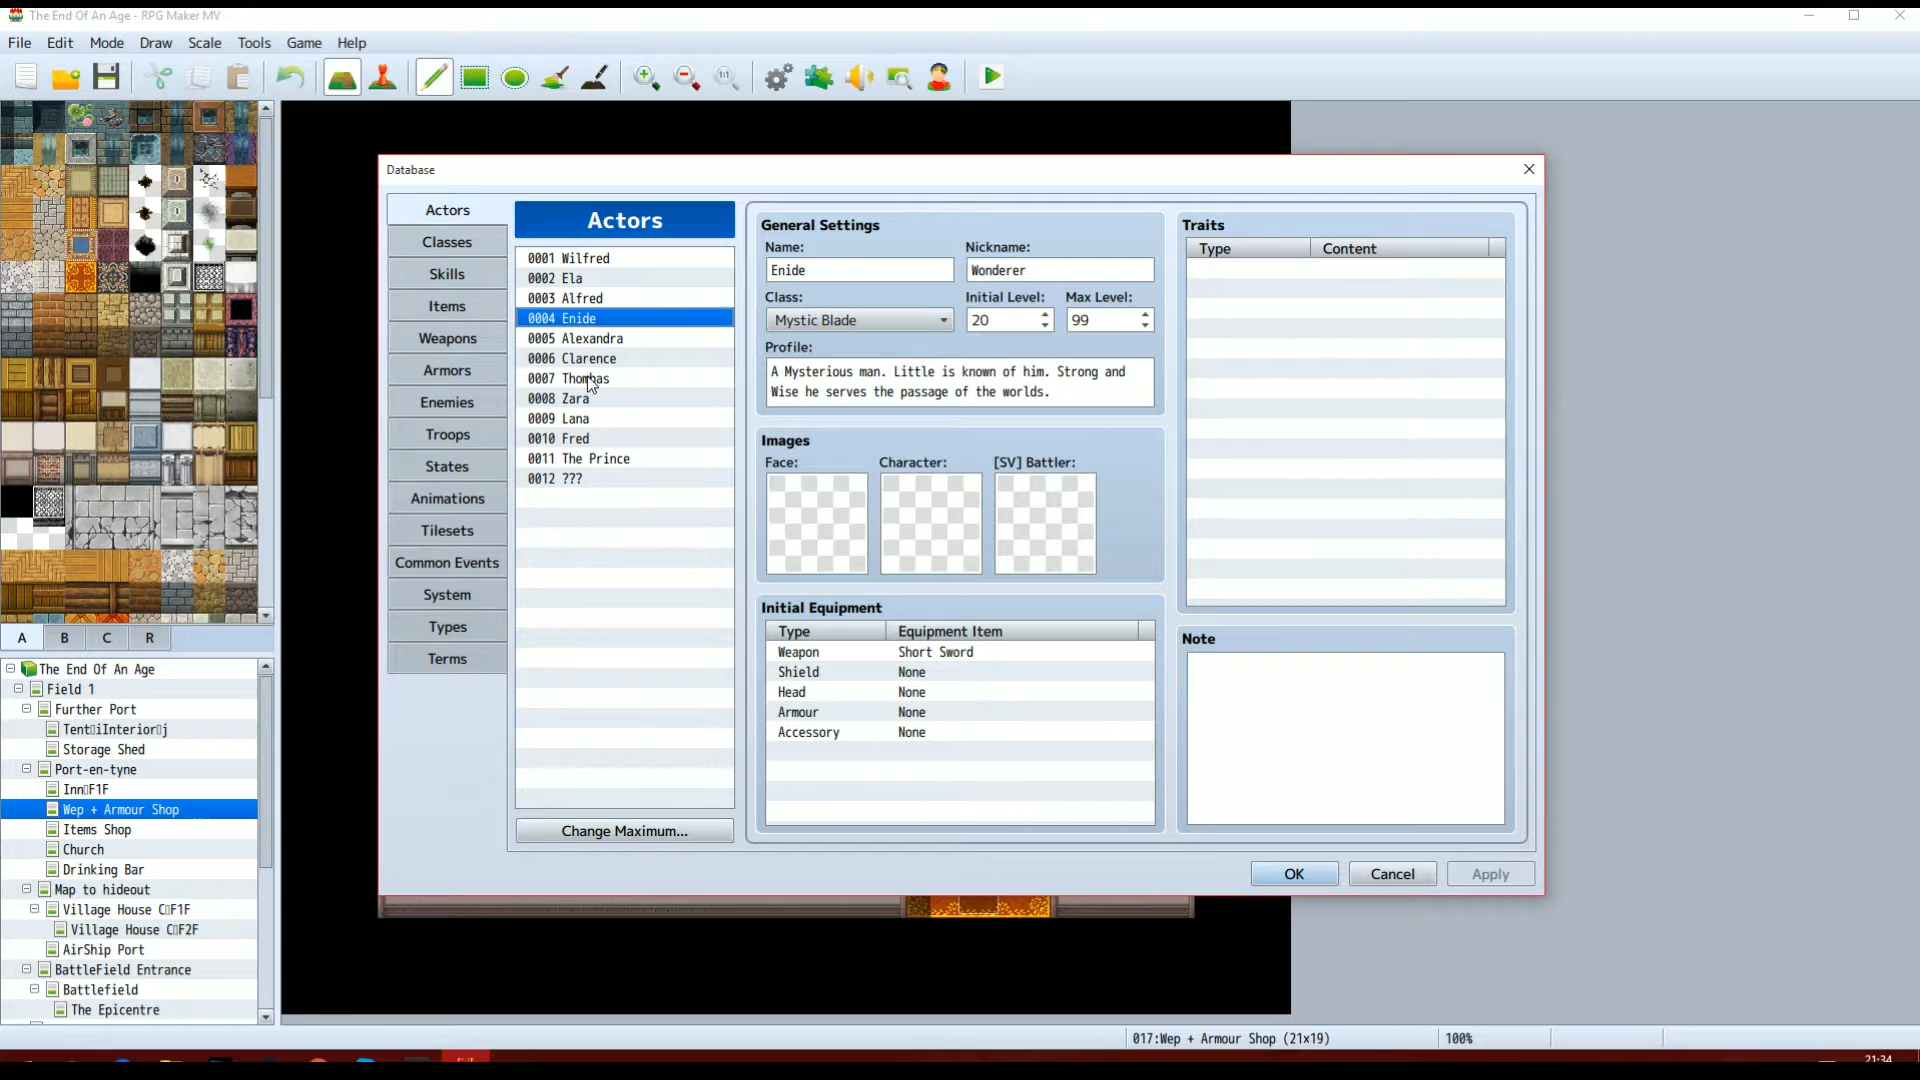 The End Of An Age - RPG Maker MV
File Edit Mode Draw Scale Tools Game Help
1:1
Database
Actors
Classes
Skills
Items
Weapons
Armors
Enemies
Troops
States
Animations
Tilesets
Common Events
System
Types
Terms
Actors
0001 Wilfred
0002 Ela
0003 Alfred
0004 Enide
0005 Alexandra
0006 Clarence
0007 Thomas
0008 Zara
0009 Lana
0010 Fred
0011 The Prince
0012 ???
Change Maximum...
General Settings
Name: Nickname:
Enide Wonderer
Class: Initial Level: Max Level:
Mystic Blade 20 99
Profile:
A Mysterious man. Little is known of him. Strong and
Wise he serves the passage of the worlds.
Images
Face: Character: [SV] Battler:
Initial Equipment
Type Equipment Item
Weapon Short Sword
Shield None
Head None
Armour None
Accessory None
Traits
Type Content
Note
OK Cancel Apply
A B C R
The End Of An Age
Field 1
Further Port
Tent▯iInterior▯j
Storage Shed
Port-en-tyne
Inn▯F1F
Wep + Armour Shop
Items Shop
Church
Drinking Bar
Map to hideout
Village House C▯F1F
Village House C▯F2F
AirShip Port
BattleField Entrance
Battlefield
The Epicentre
017:Wep + Armour Shop (21x19) 100%
21:34